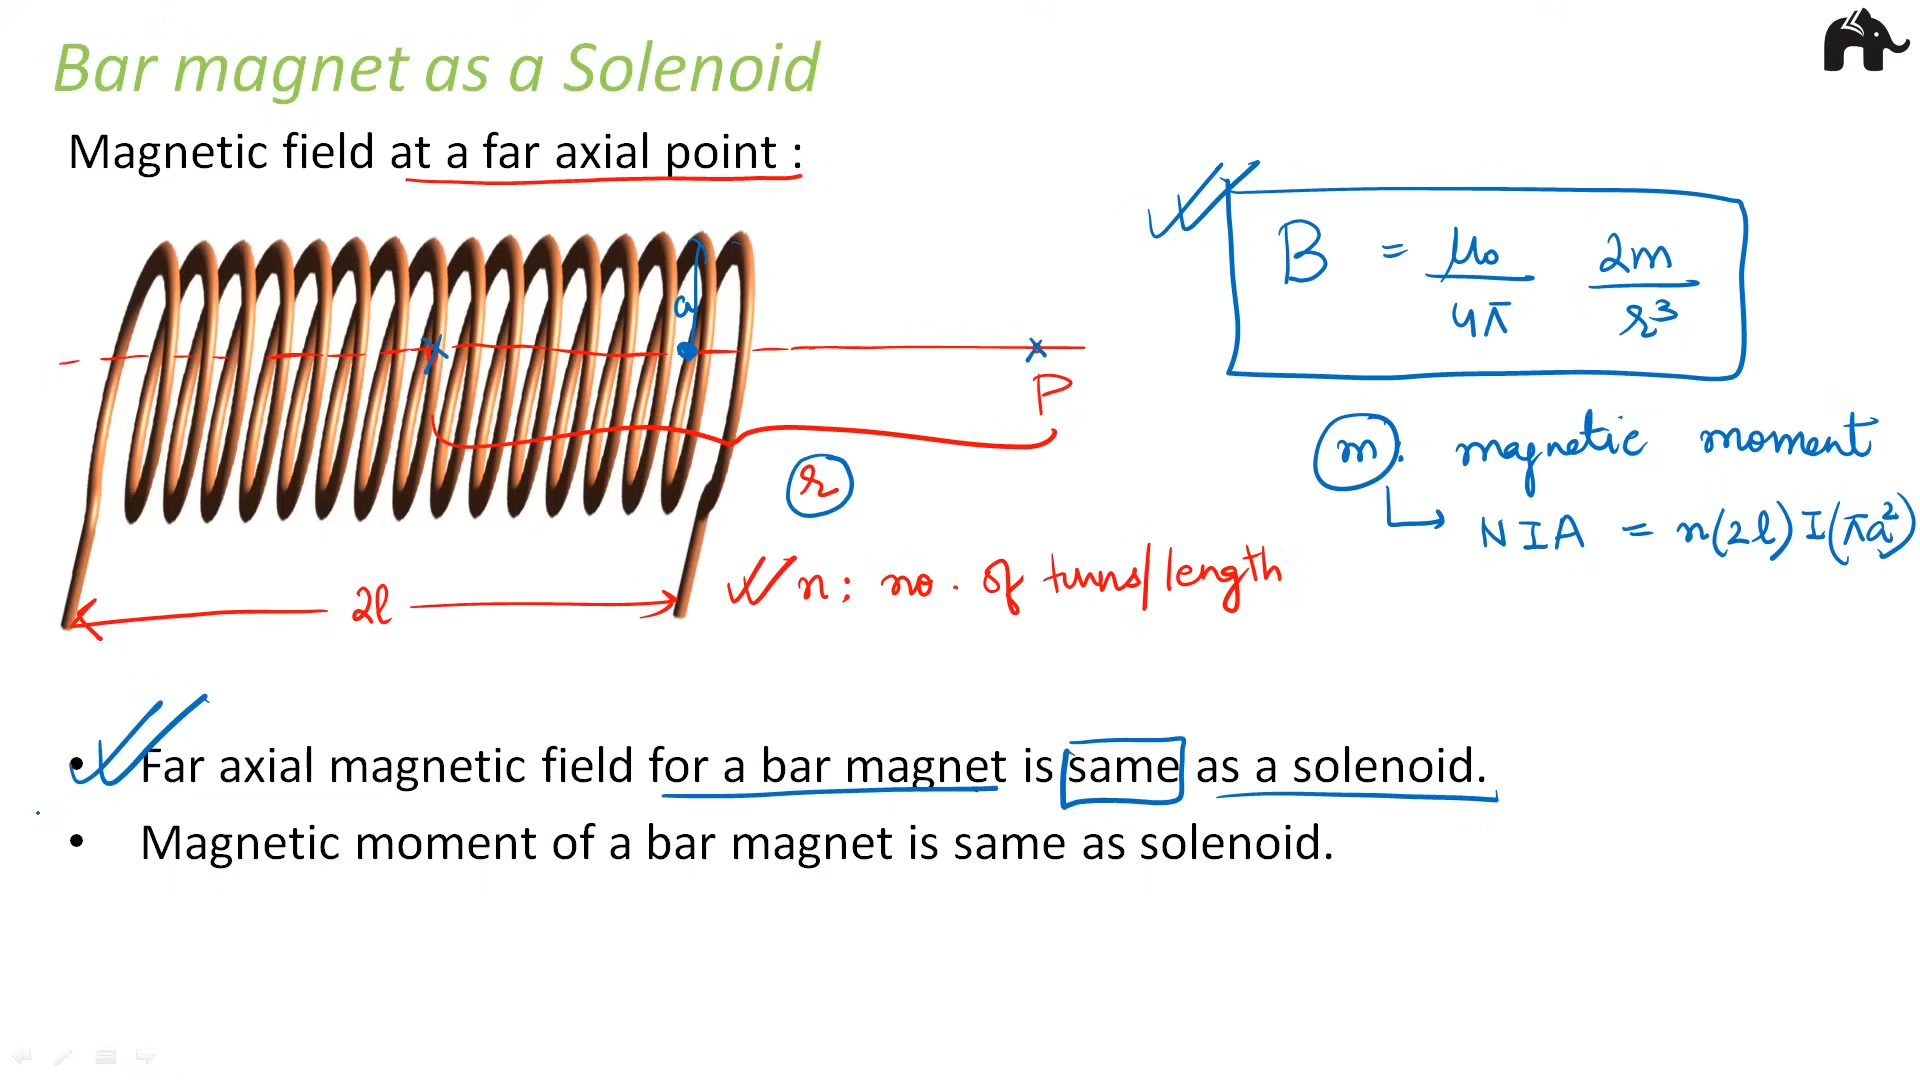 Bar magnet as a Solenoid
Magnetic field at a far axial point :
B = μ₀/4π 2m/r³
a
P
r
m : magnetic moment
→ NIA = n(2l)I(πa²)
n : no. of turns/length
2l
• Far axial magnetic field for a bar magnet is same as a solenoid.
• Magnetic moment of a bar magnet is same as solenoid.